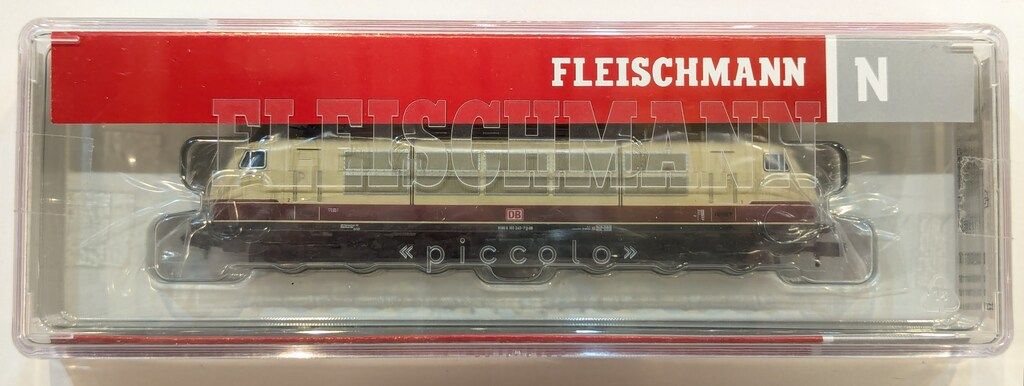 FLEISCHMANN N
FLEISCHMANN
DB
« piccolo »